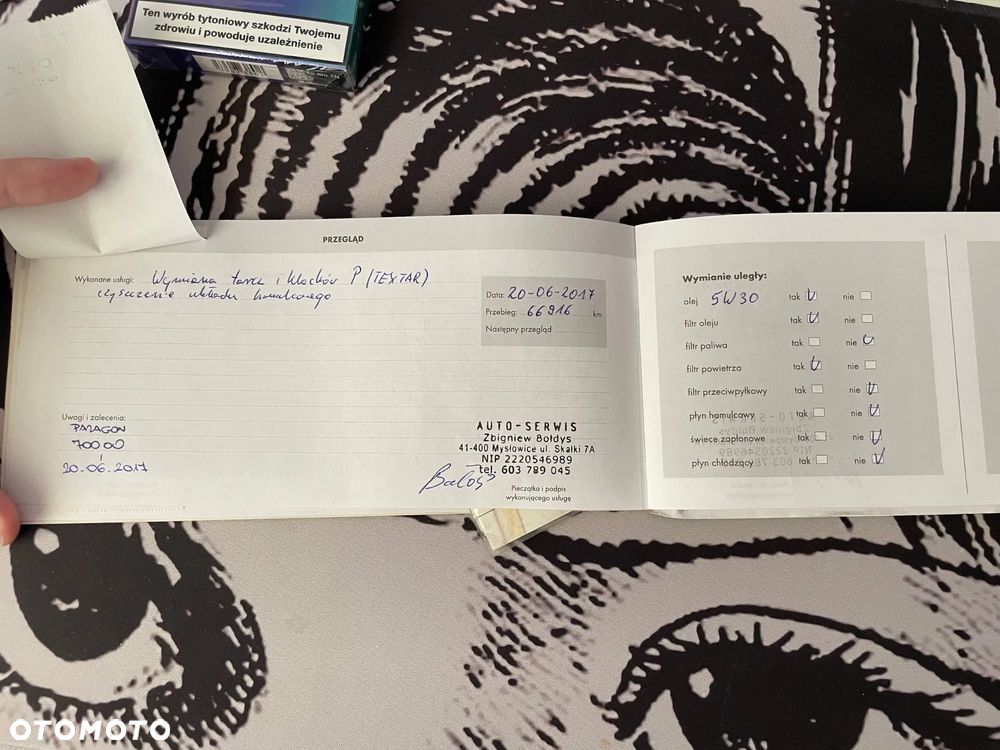 Ten wyrób tytoniowy szkodzi Twojemu
zdrowiu i powoduje uzależnienie
PRZEGLĄD
Wykonane usługi: Wymiana tarcz i klocków P (TEXTAR)
czyszczenie układu hamulcowego
Data: 20-06-2017
Przebieg: 66916 km
Następny przegląd
Uwagi i zalecenia:
PARAGON
700
20.06.2017
AUTO-SERWIS
Zbigniew Bołdys
41-400 Mysłowice ul. Skałki 7A
NIP 2220546989
tel. 603 789 045
Pieczątka i podpis
wykonującego usługę
Wymianie uległy:
olej 5W30 tak nie
filtr oleju tak nie
filtr paliwa tak nie
filtr powietrza tak nie
filtr przeciwpyłkowy tak nie
płyn hamulcowy tak nie
świece zapłonowe tak nie
płyn chłodzący tak nie
OTOMOTO